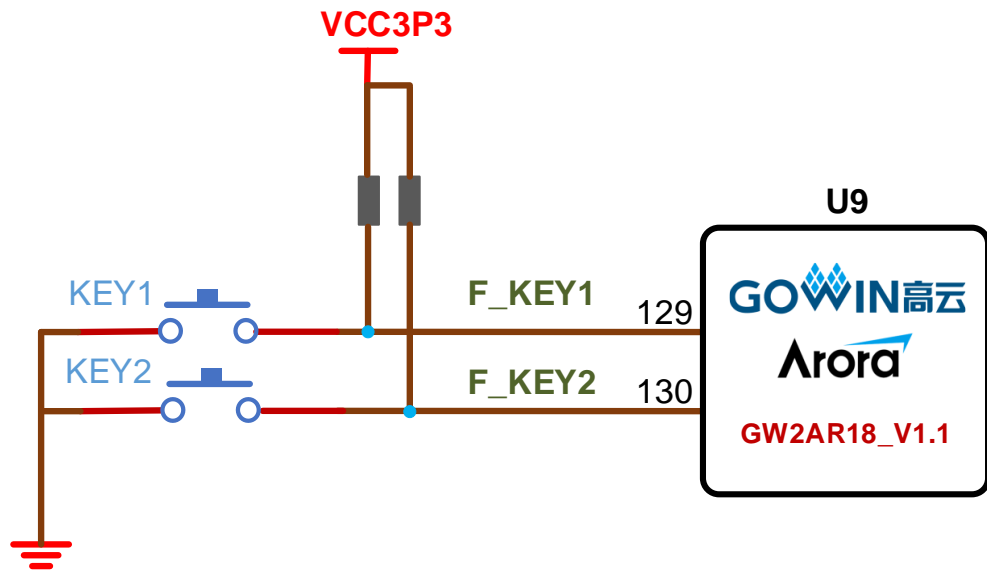 VCC3P3
U9
KEY1
F_KEY1
129
GOWIN高云
Arora
KEY2
F_KEY2
130
GW2AR18_V1.1